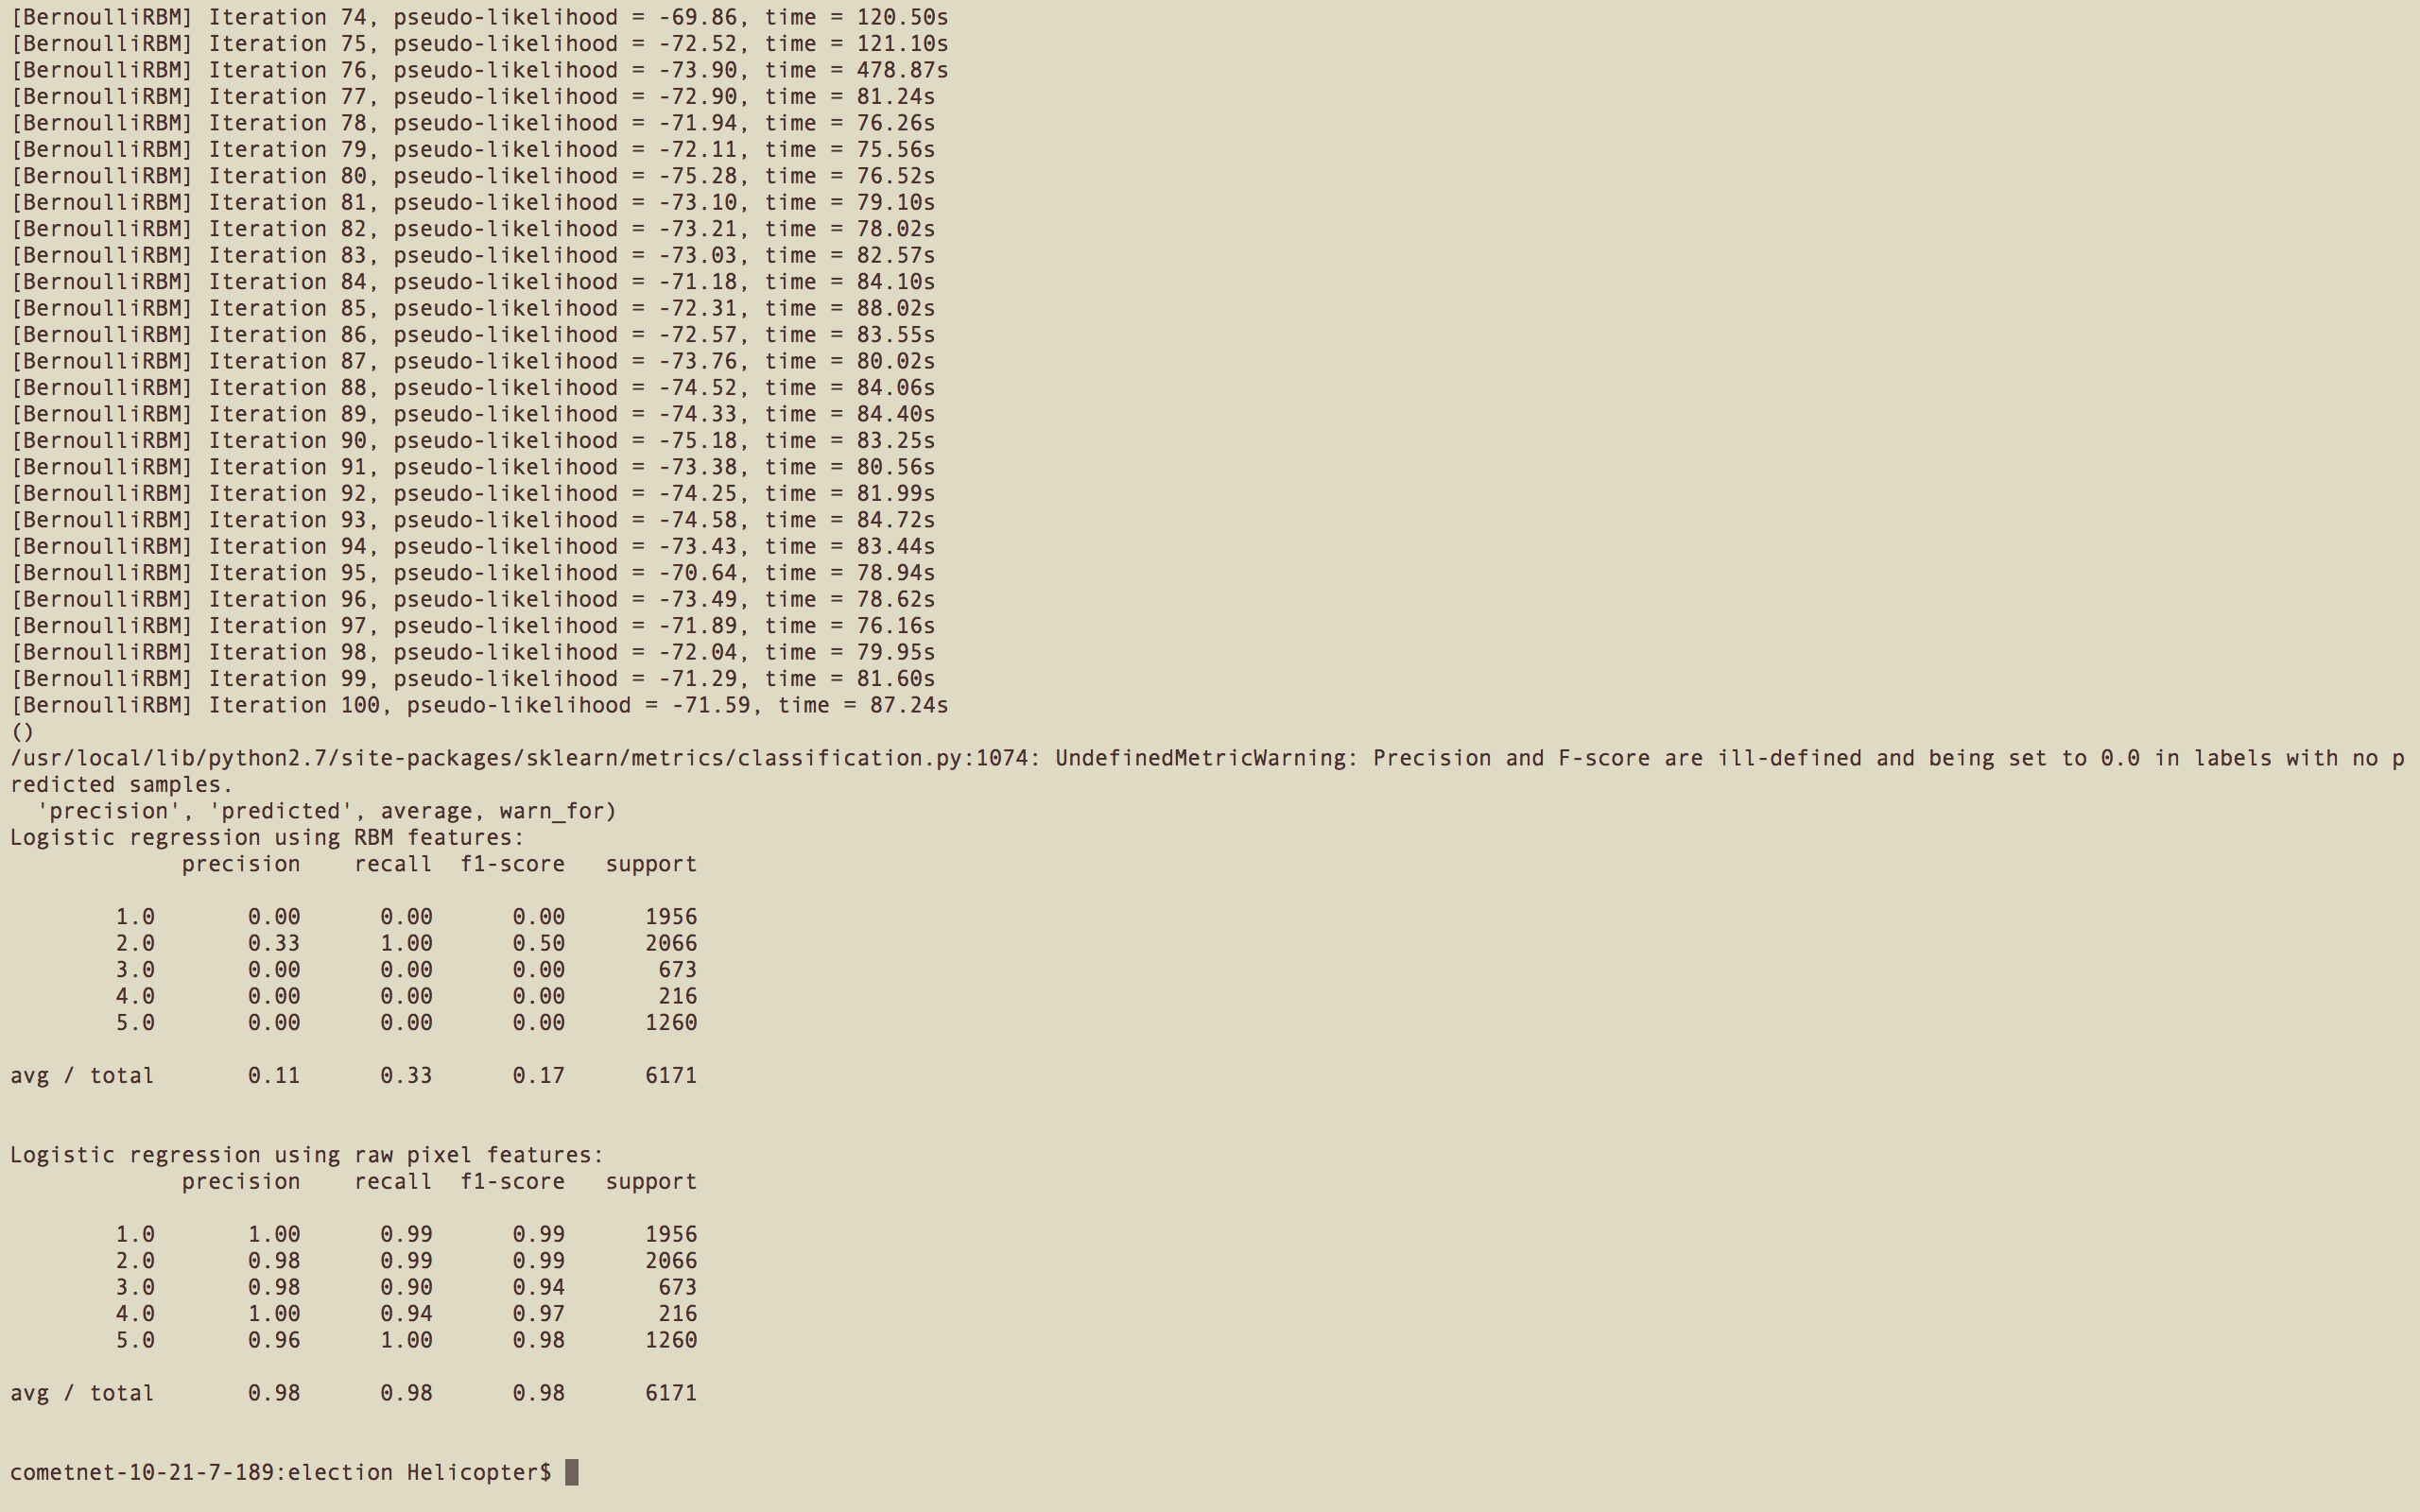 [BernoulliRBM] Iteration 74, pseudo-likelihood = -69.86, time = 120.50s
[BernoulliRBM] Iteration 75, pseudo-likelihood = -72.52, time = 121.10s
[BernoulliRBM] Iteration 76, pseudo-likelihood = -73.90, time = 478.87s
[BernoulliRBM] Iteration 77, pseudo-likelihood = -72.90, time = 81.24s
[BernoulliRBM] Iteration 78, pseudo-likelihood = -71.94, time = 76.26s
[BernoulliRBM] Iteration 79, pseudo-likelihood = -72.11, time = 75.56s
[BernoulliRBM] Iteration 80, pseudo-likelihood = -75.28, time = 76.52s
[BernoulliRBM] Iteration 81, pseudo-likelihood = -73.10, time = 79.10s
[BernoulliRBM] Iteration 82, pseudo-likelihood = -73.21, time = 78.02s
[BernoulliRBM] Iteration 83, pseudo-likelihood = -73.03, time = 82.57s
[BernoulliRBM] Iteration 84, pseudo-likelihood = -71.18, time = 84.10s
[BernoulliRBM] Iteration 85, pseudo-likelihood = -72.31, time = 88.02s
[BernoulliRBM] Iteration 86, pseudo-likelihood = -72.57, time = 83.55s
[BernoulliRBM] Iteration 87, pseudo-likelihood = -73.76, time = 80.02s
[BernoulliRBM] Iteration 88, pseudo-likelihood = -74.52, time = 84.06s
[BernoulliRBM] Iteration 89, pseudo-likelihood = -74.33, time = 84.40s
[BernoulliRBM] Iteration 90, pseudo-likelihood = -75.18, time = 83.25s
[BernoulliRBM] Iteration 91, pseudo-likelihood = -73.38, time = 80.56s
[BernoulliRBM] Iteration 92, pseudo-likelihood = -74.25, time = 81.99s
[BernoulliRBM] Iteration 93, pseudo-likelihood = -74.58, time = 84.72s
[BernoulliRBM] Iteration 94, pseudo-likelihood = -73.43, time = 83.44s
[BernoulliRBM] Iteration 95, pseudo-likelihood = -70.64, time = 78.94s
[BernoulliRBM] Iteration 96, pseudo-likelihood = -73.49, time = 78.62s
[BernoulliRBM] Iteration 97, pseudo-likelihood = -71.89, time = 76.16s
[BernoulliRBM] Iteration 98, pseudo-likelihood = -72.04, time = 79.95s
[BernoulliRBM] Iteration 99, pseudo-likelihood = -71.29, time = 81.60s
[BernoulliRBM] Iteration 100, pseudo-likelihood = -71.59, time = 87.24s
()
/usr/local/lib/python2.7/site-packages/sklearn/metrics/classification.py:1074: UndefinedMetricWarning: Precision and F-score are ill-defined and being set to 0.0 in labels with no p
redicted samples.
  'precision', 'predicted', average, warn_for)
Logistic regression using RBM features:
             precision    recall  f1-score   support

        1.0       0.00      0.00      0.00      1956
        2.0       0.33      1.00      0.50      2066
        3.0       0.00      0.00      0.00       673
        4.0       0.00      0.00      0.00       216
        5.0       0.00      0.00      0.00      1260

avg / total       0.11      0.33      0.17      6171


Logistic regression using raw pixel features:
             precision    recall  f1-score   support

        1.0       1.00      0.99      0.99      1956
        2.0       0.98      0.99      0.99      2066
        3.0       0.98      0.90      0.94       673
        4.0       1.00      0.94      0.97       216
        5.0       0.96      1.00      0.98      1260

avg / total       0.98      0.98      0.98      6171


cometnet-10-21-7-189:election Helicopter$